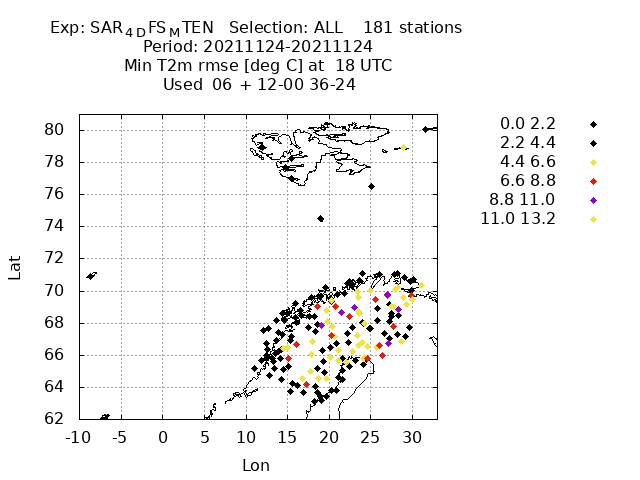 Exp: SAR4DFSMTEN Selection: ALL 181 stations
Period: 20211124-20211124
Min T2m rmse [deg C] at 18 UTC
Used 06 + 12-00 36-24
80
78
76
74
72
70
68
66
64
62
Lat
-10 -5 0 5 10 15 20 25 30
Lon
0.0 2.2
2.2 4.4
4.4 6.6
6.6 8.8
8.8 11.0
11.0 13.2